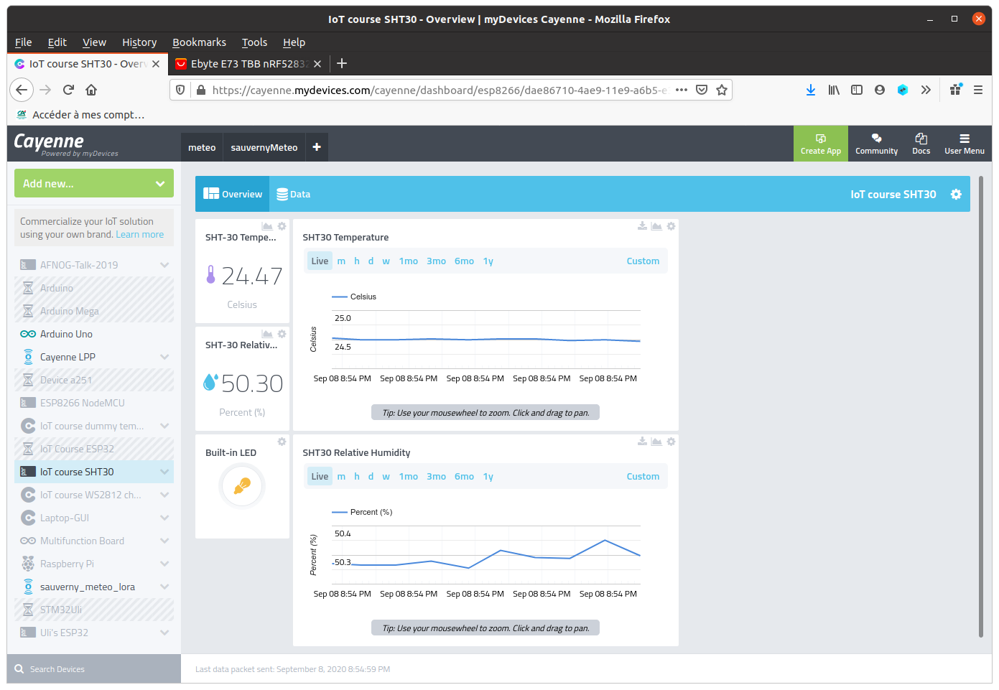 IoT course SHT30 - Overview | myDevices Cayenne - Mozilla Firefox
File Edit View History Bookmarks Tools Help
IoT course SHT30 - Overv
Ebyte E73 TBB nRF52832
https://cayenne.mydevices.com/cayenne/dashboard/esp8266/dae86710-4ae9-11e9-a6b5-e
Accéder à mes compt…
Cayenne
Powered by myDevices
meteo sauvernyMeteo +
Create App Community Docs User Menu
Add new...
Commercialize your IoT solution
using your own brand. Learn more
AFNOG-Talk-2019
Arduino
Arduino Mega
Arduino Uno
Cayenne LPP
Device a251
ESP8266 NodeMCU
IoT course dummy tem...
IoT Course ESP32
IoT course SHT30
IoT course WS2812 ch...
Laptop-GUI
Multifunction Board
Raspberry Pi
sauverny_meteo_lora
STM32Uli
Uli's ESP32
Search Devices
Overview Data IoT course SHT30
SHT-30 Tempe...
24.47
Celsius
SHT-30 Relativ...
50.30
Percent (%)
Built-in LED
SHT30 Temperature
Live m h d w 1mo 3mo 6mo 1y Custom
Celsius
Celsius
25.0
24.5
Sep 08 8:54 PM Sep 08 8:54 PM Sep 08 8:54 PM Sep 08 8:54 PM Sep 08 8:54 PM
Tip: Use your mousewheel to zoom. Click and drag to pan.
SHT30 Relative Humidity
Live m h d w 1mo 3mo 6mo 1y Custom
Percent (%)
Percent (%)
50.4
50.3
Sep 08 8:54 PM Sep 08 8:54 PM Sep 08 8:54 PM Sep 08 8:54 PM Sep 08 8:54 PM
Tip: Use your mousewheel to zoom. Click and drag to pan.
Last data packet sent: September 8, 2020 8:54:59 PM